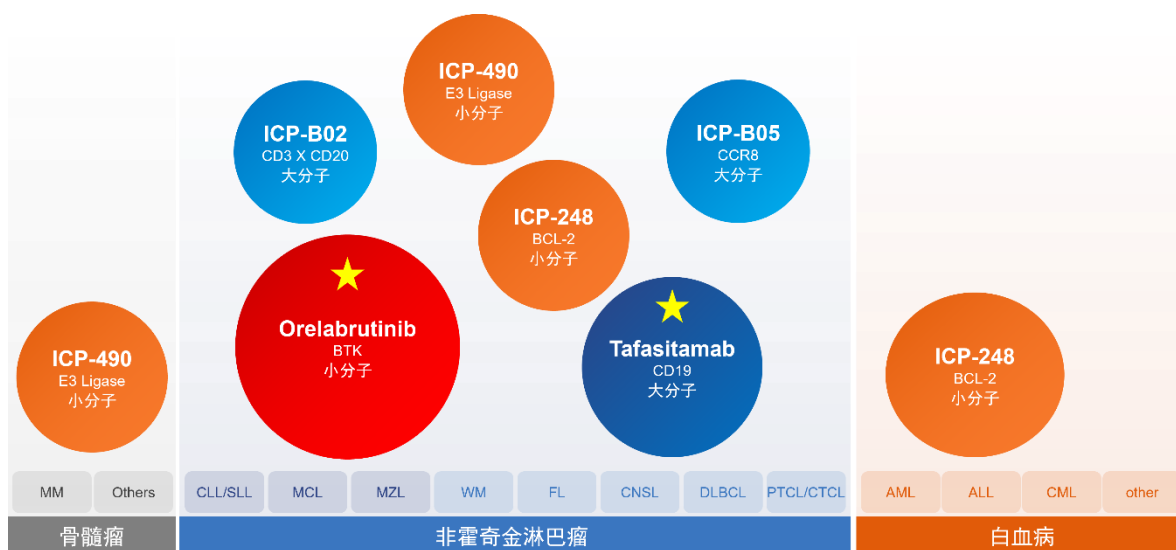 ICP-490
E3 Ligase
小分子
ICP-B02
CD3 X CD20
大分子
ICP-B05
CCR8
大分子
ICP-248
BCL-2
小分子
Orelabrutinib
BTK
小分子
Tafasitamab
CD19
大分子
ICP-490
E3 Ligase
小分子
ICP-248
BCL-2
小分子
MM
Others
CLL/SLL
MCL
MZL
WM
FL
CNSL
DLBCL
PTCL/CTCL
AML
ALL
CML
other
骨髓瘤
非霍奇金淋巴瘤
白血病